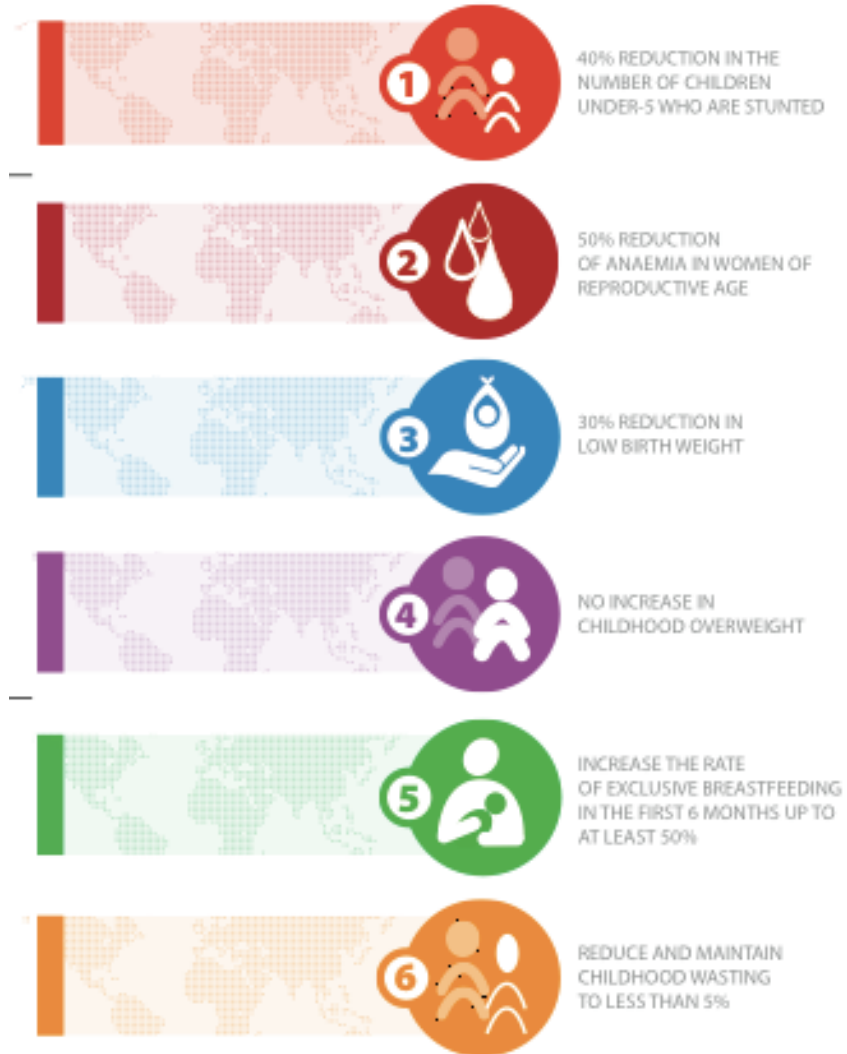 1
40% REDUCTION IN THE
NUMBER OF CHILDREN
UNDER-5 WHO ARE STUNTED
2
50% REDUCTION
OF ANAEMIA IN WOMEN OF
REPRODUCTIVE AGE
3
30% REDUCTION IN
LOW BIRTH WEIGHT
4
NO INCREASE IN
CHILDHOOD OVERWEIGHT
5
INCREASE THE RATE
OF EXCLUSIVE BREASTFEEDING
IN THE FIRST 6 MONTHS UP TO
AT LEAST 50%
6
REDUCE AND MAINTAIN
CHILDHOOD WASTING
TO LESS THAN 5%